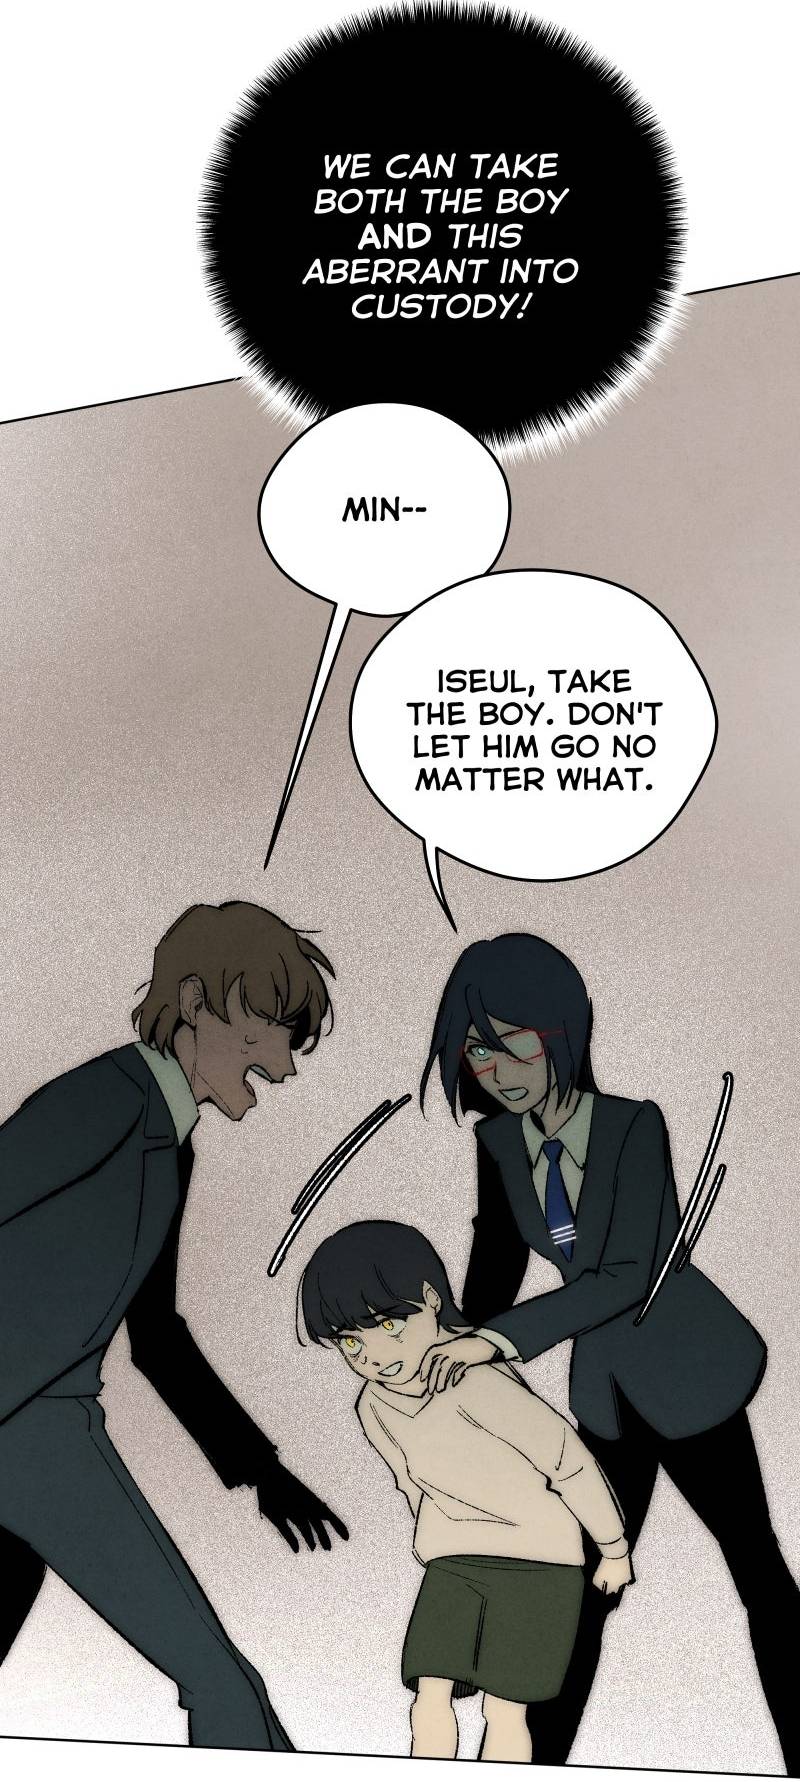 WE CAN TAKE
BOTH THE BOY
AND THIS
ABERRANT INTO
CUSTODY!
MIN--
ISEUL, TAKE
THE BOY. DON'T
LET HIM GO NO
MATTER WHAT.